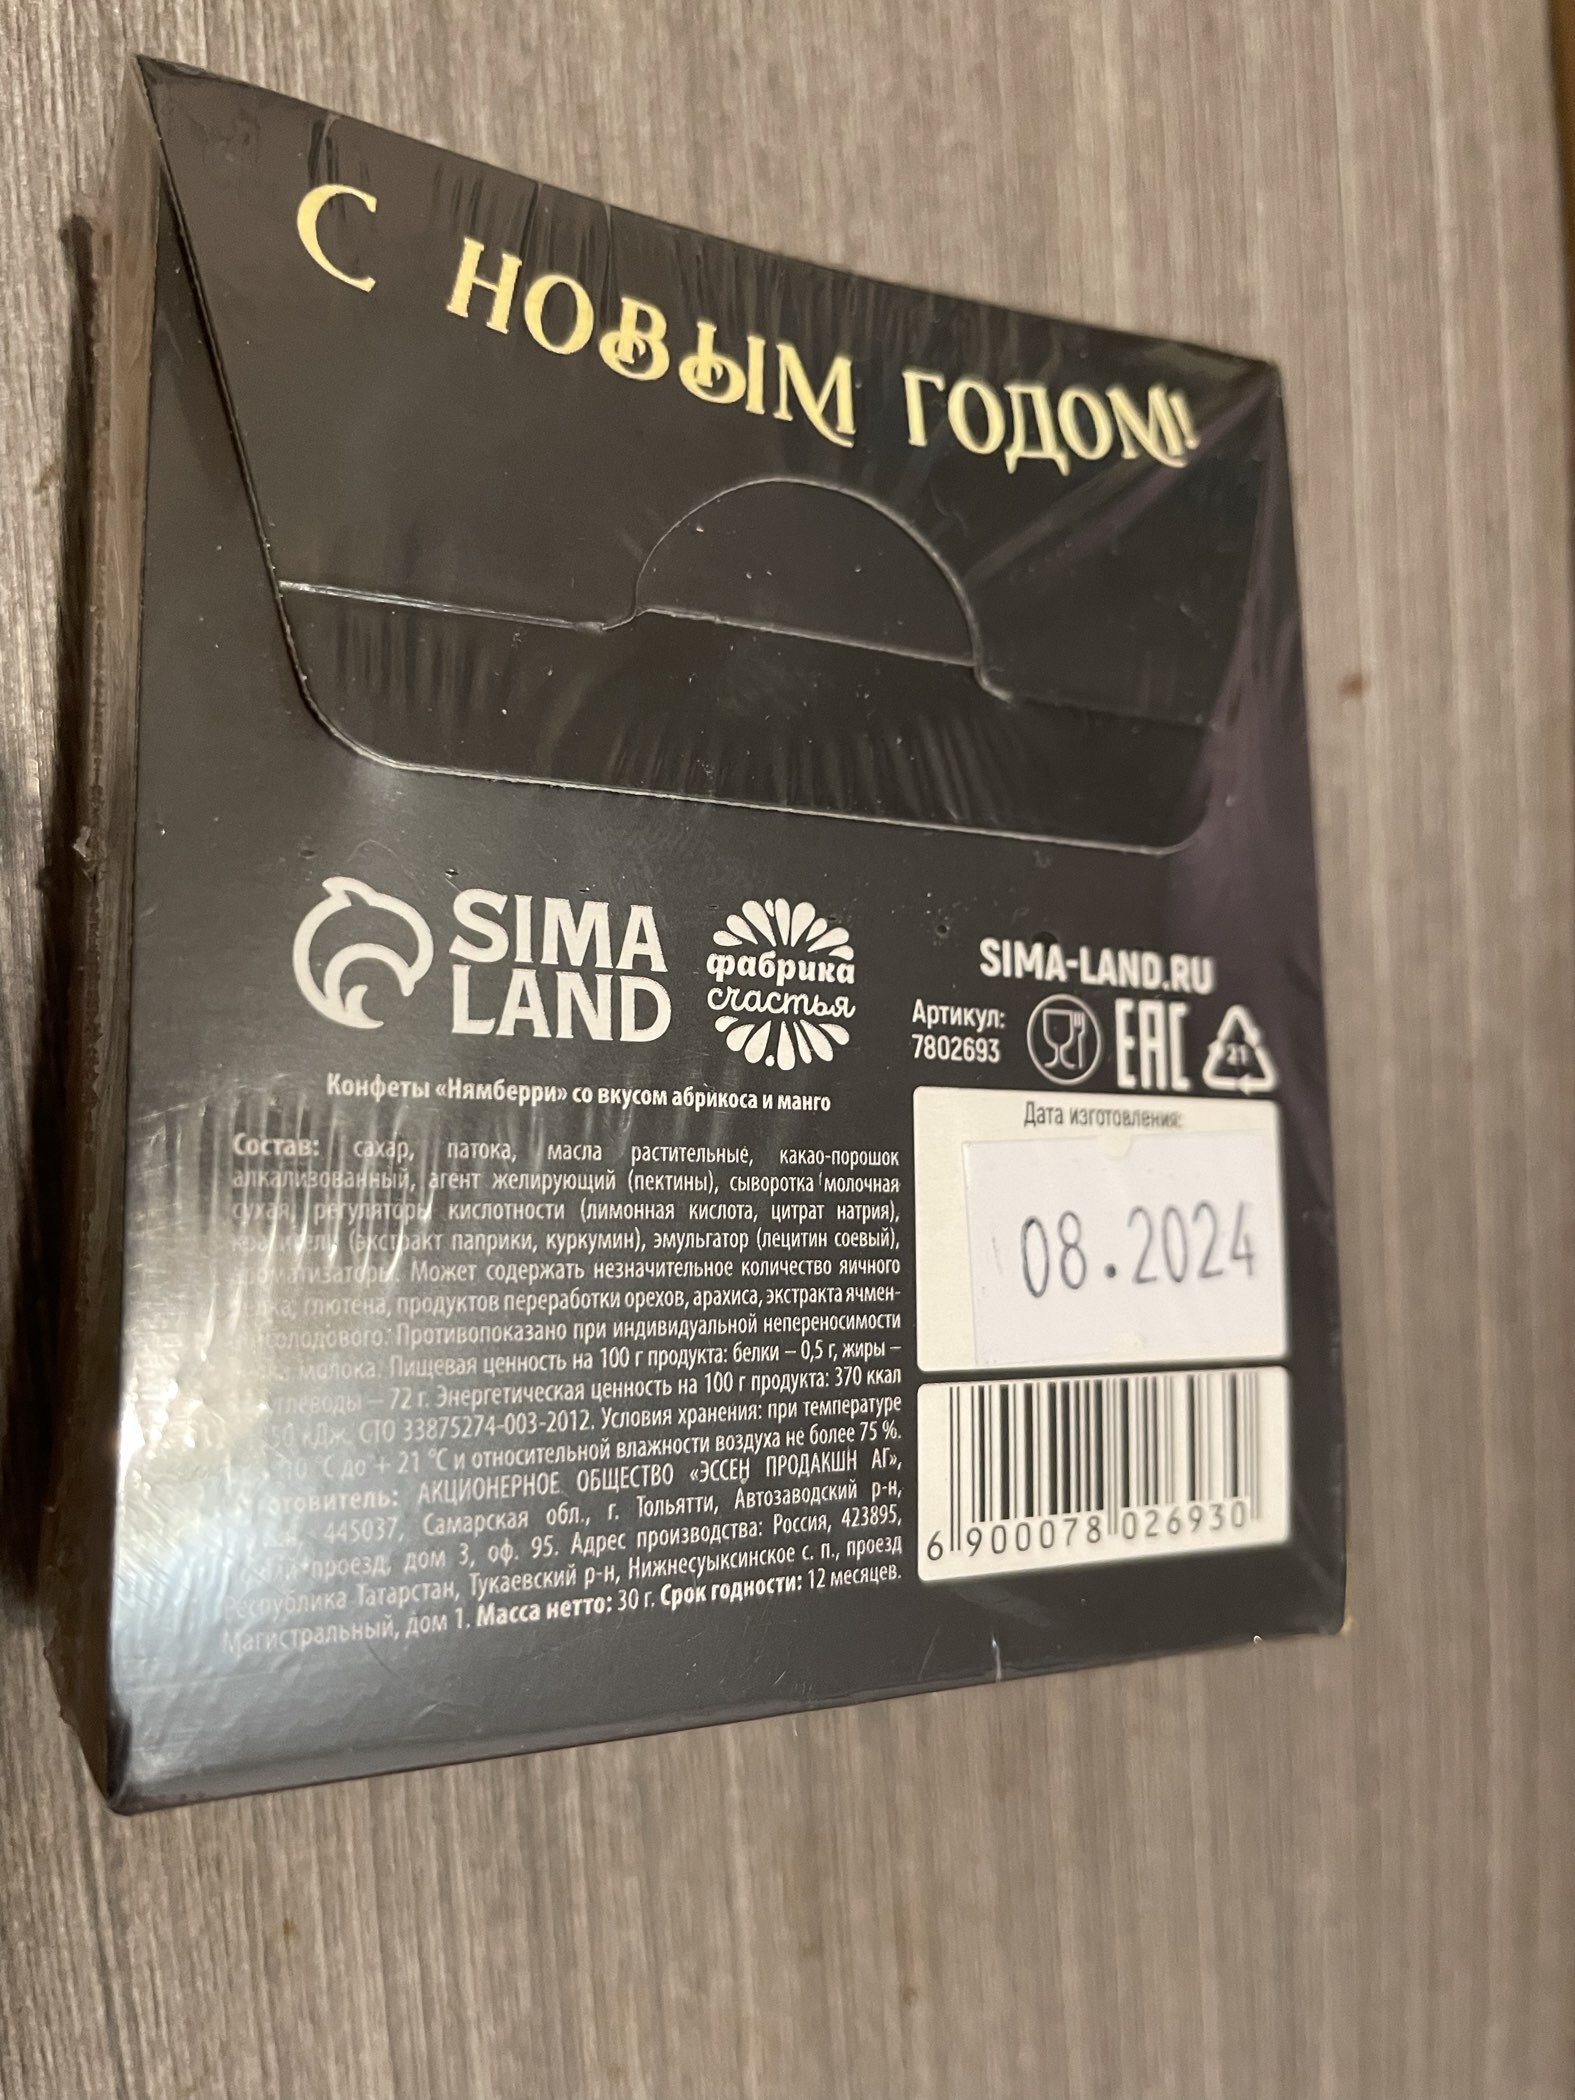 С НОВЫМ ГОДОМ!
SIMA
LAND
фабрика
счастья
SIMA-LAND.RU
Артикул:
7802693
EAC
21
Конфеты «Нямберри» со вкусом абрикоса и манго
Дата изготовления:
08.2024
Состав: сахар, патока, масла растительные, какао-порошок
алкализованный, агент желирующий (пектины), сыворотка молочная
сухая, регуляторы кислотности (лимонная кислота, цитрат натрия),
красители (экстракт паприки, куркумин), эмульгатор (лецитин соевый),
ароматизаторы. Может содержать незначительное количество яичного
глютена, продуктов переработки орехов, арахиса, экстракта ячмен-
солодового. Противопоказано при индивидуальной непереносимости
молока. Пищевая ценность на 100 г продукта: белки – 0,5 г, жиры –
углеводы – 72 г. Энергетическая ценность на 100 г продукта: 370 ккал
кДж. СТО 33875274-003-2012. Условия хранения: при температуре
°С до + 21 °С и относительной влажности воздуха не более 75 %.
Изготовитель: АКЦИОНЕРНОЕ ОБЩЕСТВО «ЭССЕН ПРОДАКШН АГ»,
445037, Самарская обл., г. Тольятти, Автозаводский р-н,
проезд, дом 3, оф. 95. Адрес производства: Россия, 423895,
Республика Татарстан, Тукаевский р-н, Нижнесуыксинское с. п., проезд
Магистральный, дом 1. Масса нетто: 30 г. Срок годности: 12 месяцев.
6 900078 026930